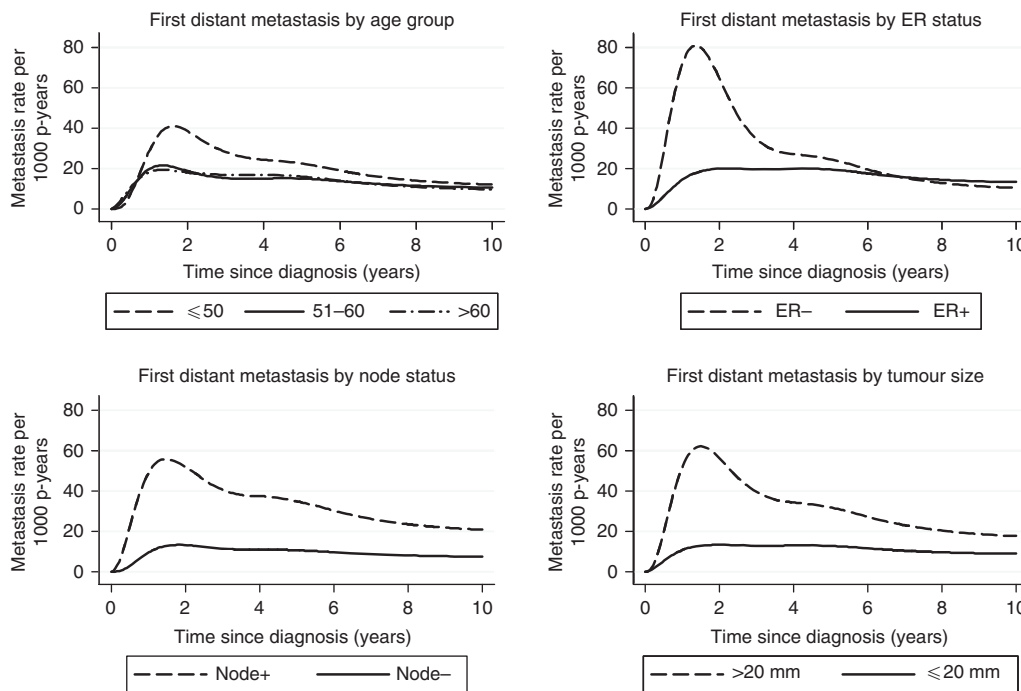 First distant metastasis by age group
Metastasis rate per
1000 p-years
80
60
40
20
0
0 2 4 6 8 10
Time since diagnosis (years)
⩽50 51–60 >60
First distant metastasis by ER status
Metastasis rate per
1000 p-years
80
60
40
20
0
0 2 4 6 8 10
Time since diagnosis (years)
ER– ER+
First distant metastasis by node status
Metastasis rate per
1000 p-years
80
60
40
20
0
0 2 4 6 8 10
Time since diagnosis (years)
Node+ Node–
First distant metastasis by tumour size
Metastasis rate per
1000 p-years
80
60
40
20
0
0 2 4 6 8 10
Time since diagnosis (years)
>20 mm ⩽20 mm